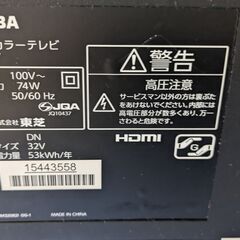 BA
カラーテレビ
100V～
74W
50/60 Hz
JQA
JQ10437
東芝
警告
高圧注意
サービスマン以外の方は、裏ぶたをあけないでください。内部には高電圧部分が数多くあり、万一さわると危険です。
DN
サイズ 32V
電力量 53kWh/年
HDMI
G
15443558
MADE IN CHINA